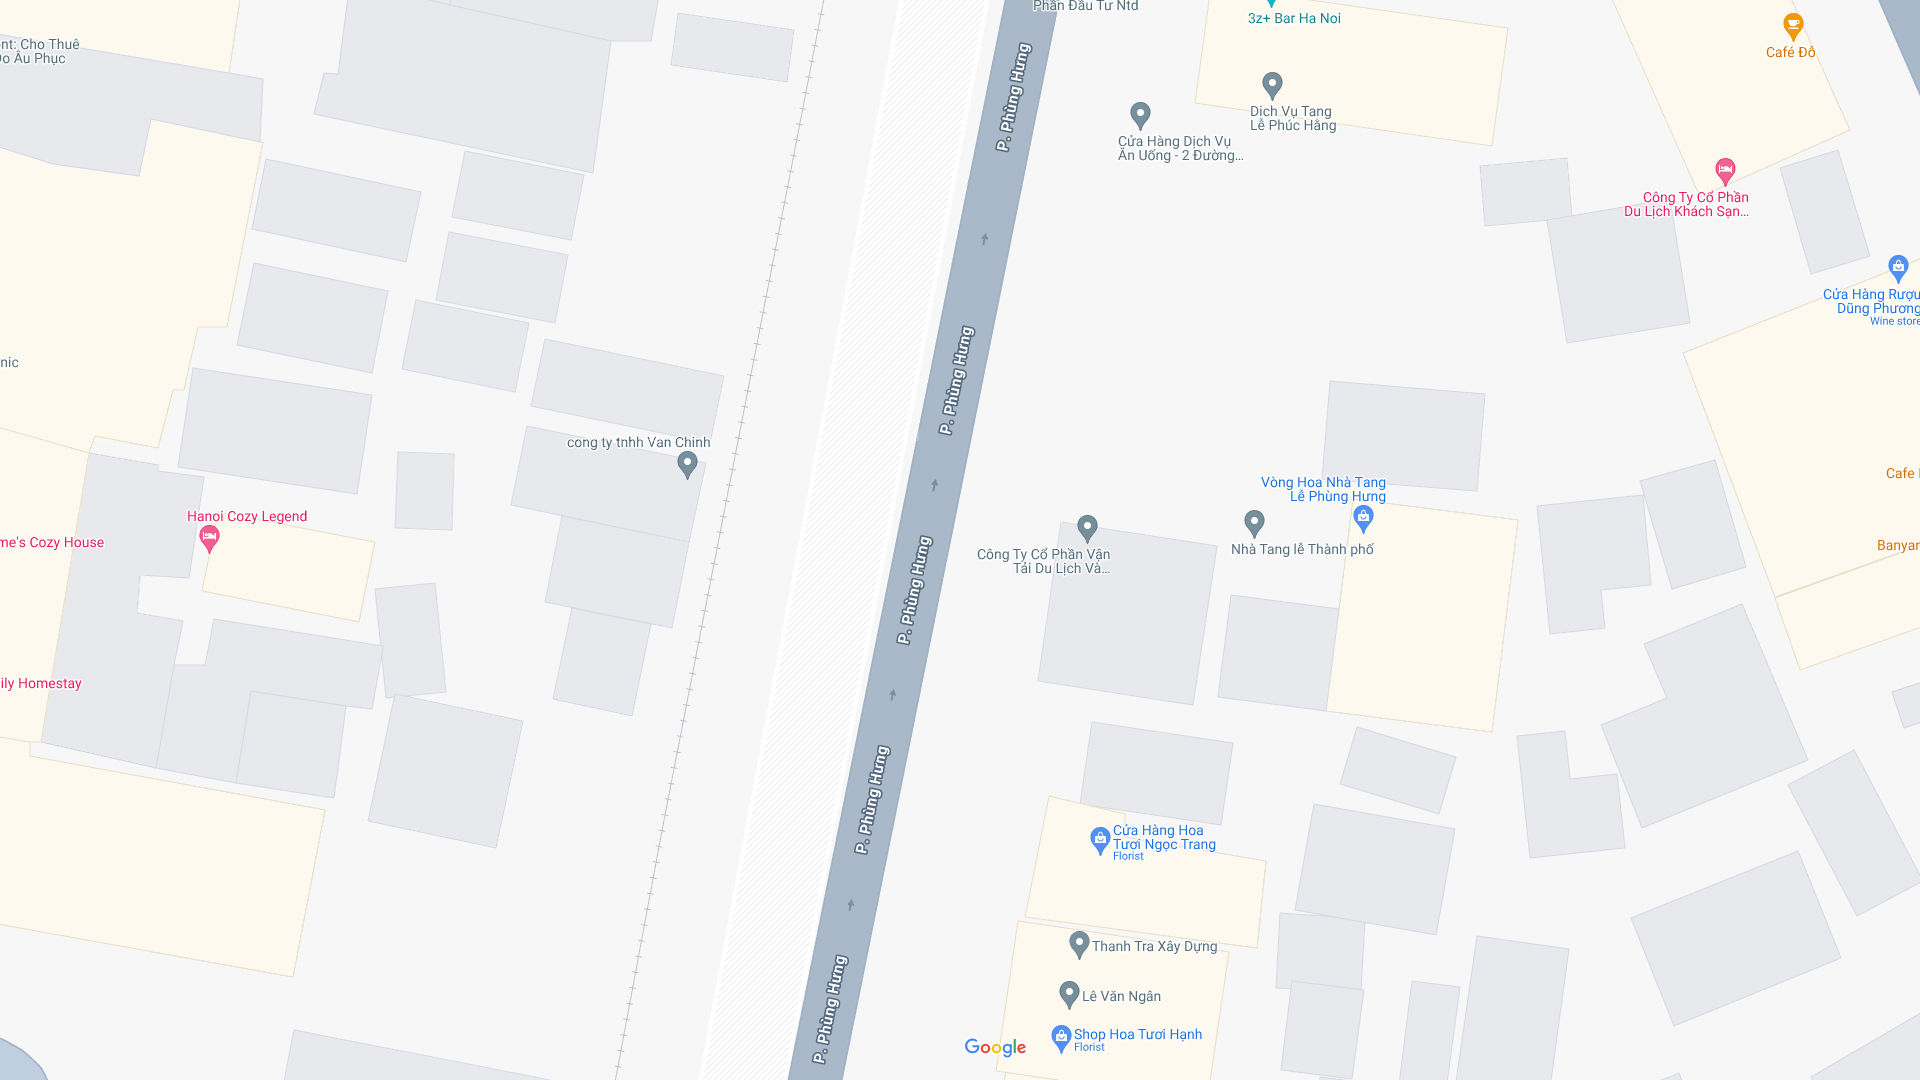 Phần Đầu Tư Ntd
3z+ Bar Ha Noi
Café Đỗ
nt: Cho Thuê
o Âu Phục
P. Phùng Hưng
Dịch Vụ Tang
Lễ Phúc Hằng
Cửa Hàng Dịch Vụ
Ăn Uống - 2 Đường...
Công Ty Cổ Phần
Du Lịch Khách Sạn...
Cửa Hàng Rượu
Dũng Phương
Wine store
nic
P. Phùng Hưng
cong ty tnhh Van Chinh
Cafe
Vòng Hoa Nhà Tang
Lễ Phùng Hưng
Hanoi Cozy Legend
me's Cozy House
Nhà Tang lễ Thành phố
Banyan
Công Ty Cổ Phần Vận
Tải Du Lịch Và...
P. Phùng Hưng
ily Homestay
P. Phùng Hưng
Cửa Hàng Hoa
Tươi Ngọc Trang
Florist
Thanh Tra Xây Dựng
Lê Văn Ngân
P. Phùng Hưng
Shop Hoa Tươi Hạnh
Florist
Google